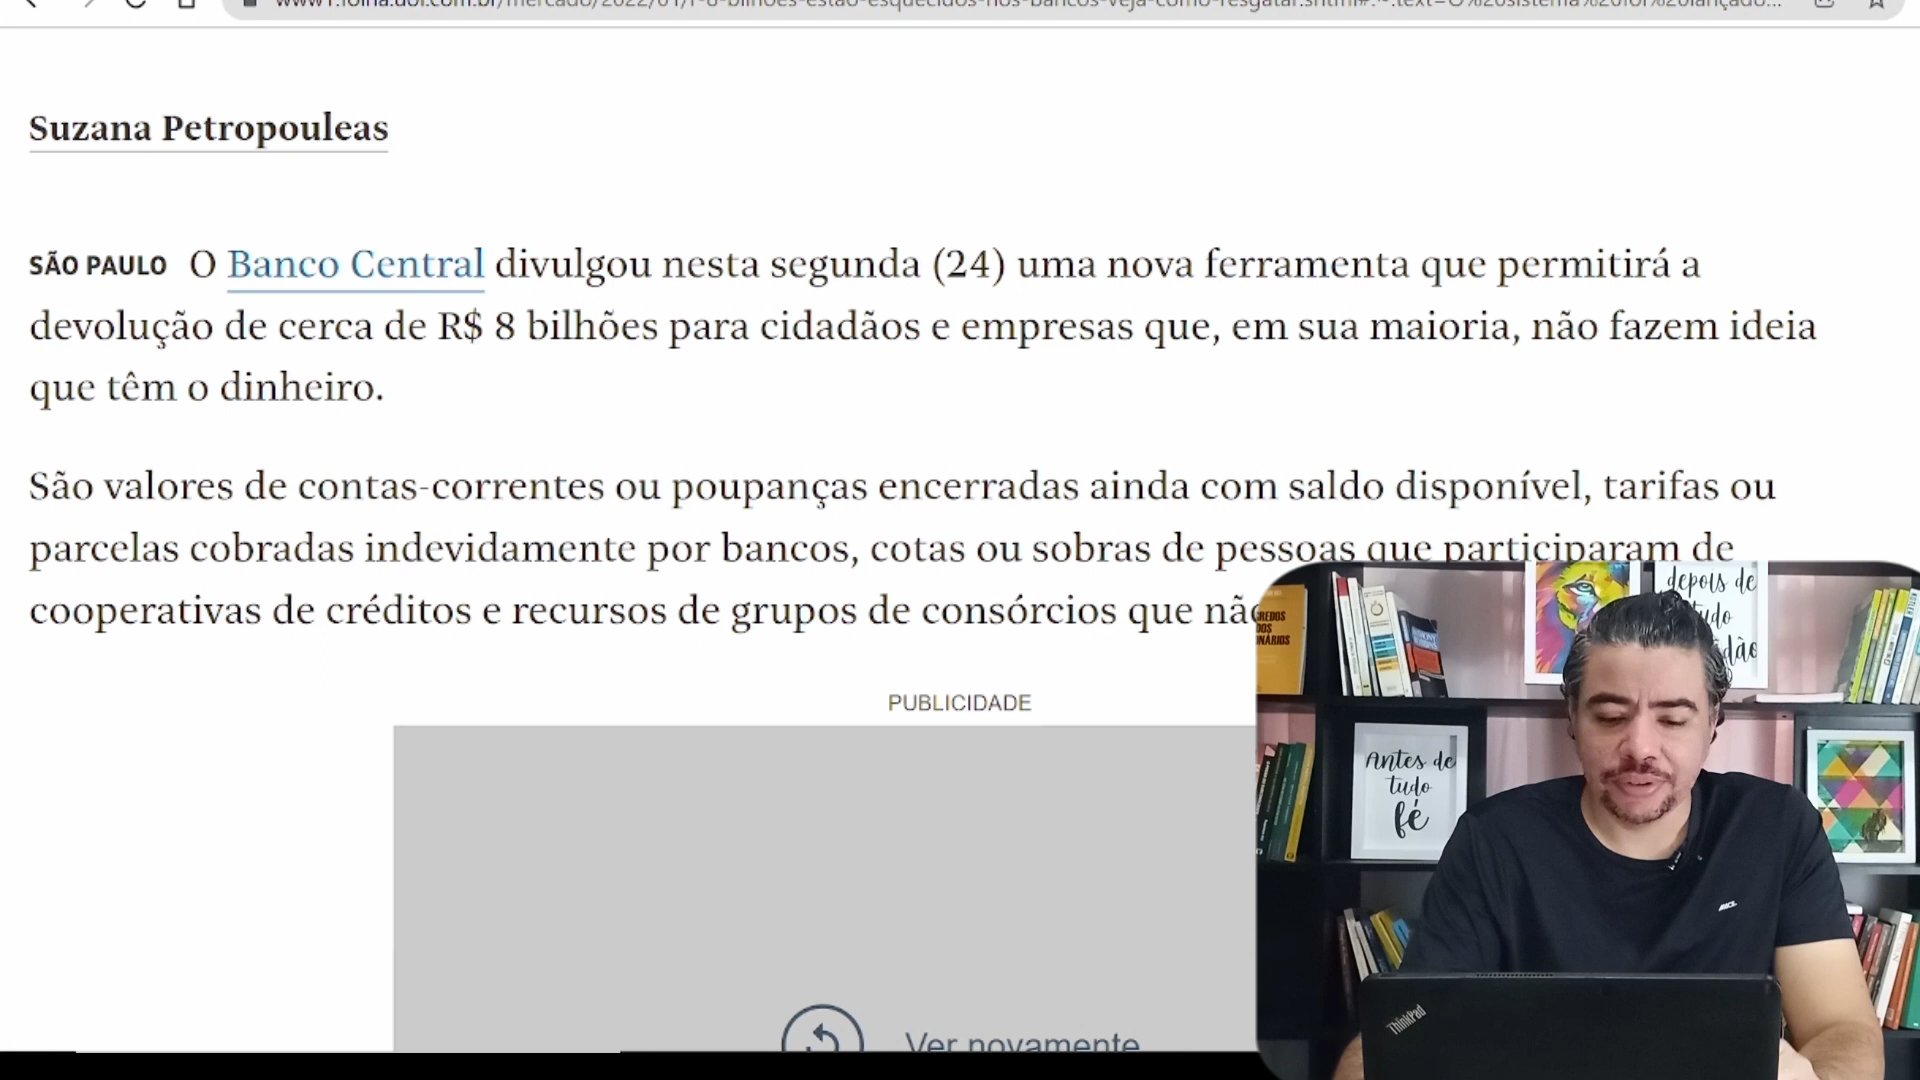 Suzana Petropouleas
SÃO PAULO O Banco Central divulgou nesta segunda (24) uma nova ferramenta que permitirá a
devolução de cerca de R$ 8 bilhões para cidadãos e empresas que, em sua maioria, não fazem ideia
que têm o dinheiro.
São valores de contas-correntes ou poupanças encerradas ainda com saldo disponível, tarifas ou
parcelas cobradas indevidamente por bancos, cotas ou sobras de pessoas que participaram de
cooperativas de créditos e recursos de grupos de consórcios que não
PUBLICIDADE
Ver novamente
depois de
tudo
Antes de
tudo
fé
ThinkPad